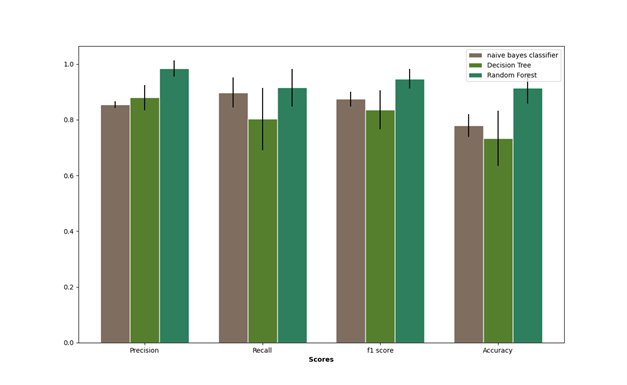 naive bayes classifier
Decision Tree
Random Forest
1.0
0.8
0.6
0.4
0.2
0.0
Precision Recall f1 score Accuracy
Scores